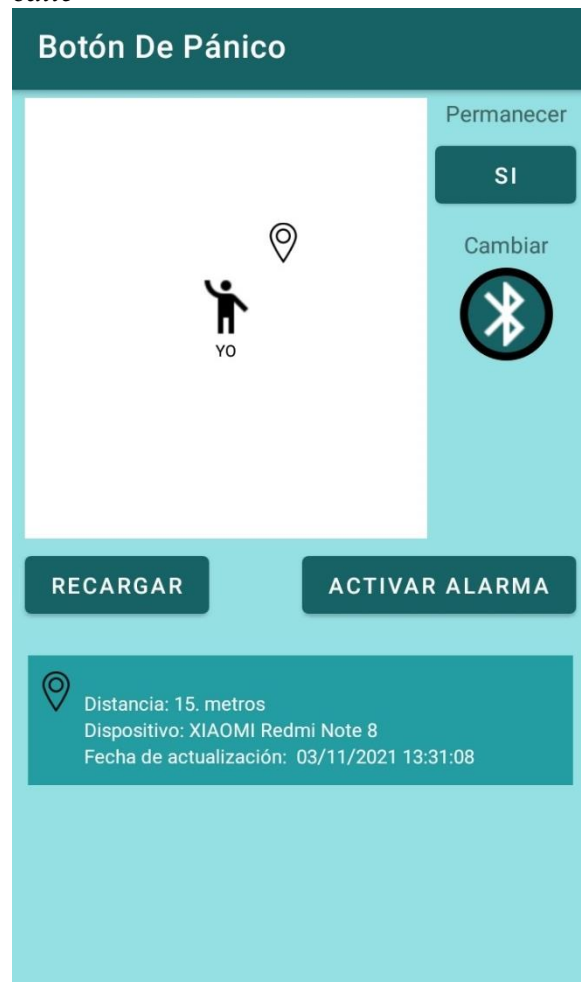 Botón De Pánico
Permanecer
SI
Cambiar
YO
RECARGAR
ACTIVAR ALARMA
Distancia: 15. metros
Dispositivo: XIAOMI Redmi Note 8
Fecha de actualización: 03/11/2021 13:31:08